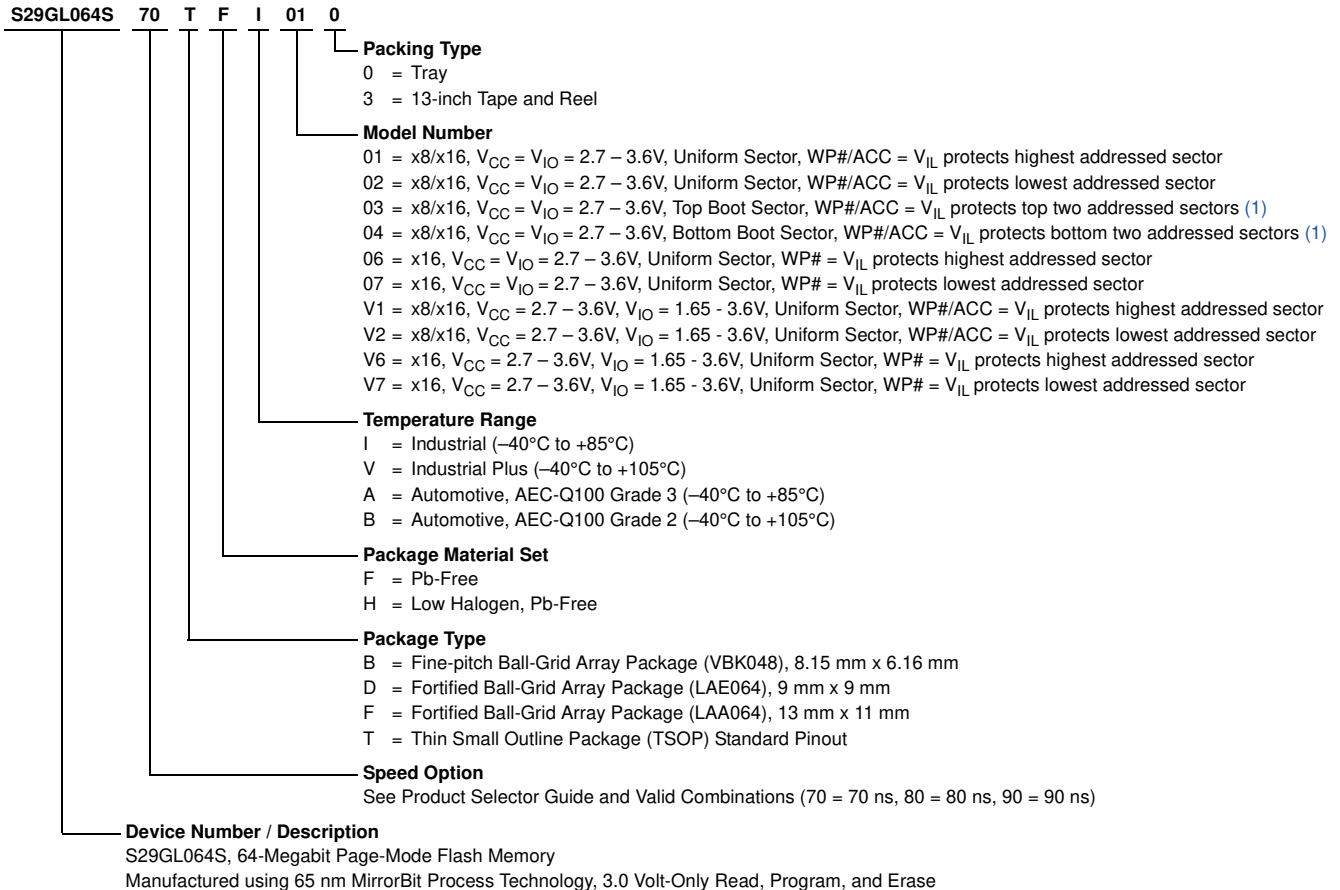 S29GL064S 70 T F I 01 0
Packing Type
0 = Tray
3 = 13-inch Tape and Reel
Model Number
01 = x8/x16, VCC = VIO = 2.7 – 3.6V, Uniform Sector, WP#/ACC = VIL protects highest addressed sector
02 = x8/x16, VCC = VIO = 2.7 – 3.6V, Uniform Sector, WP#/ACC = VIL protects lowest addressed sector
03 = x8/x16, VCC = VIO = 2.7 – 3.6V, Top Boot Sector, WP#/ACC = VIL protects top two addressed sectors (1)
04 = x8/x16, VCC = VIO = 2.7 – 3.6V, Bottom Boot Sector, WP#/ACC = VIL protects bottom two addressed sectors (1)
06 = x16, VCC = VIO = 2.7 – 3.6V, Uniform Sector, WP# = VIL protects highest addressed sector
07 = x16, VCC = VIO = 2.7 – 3.6V, Uniform Sector, WP# = VIL protects lowest addressed sector
V1 = x8/x16, VCC = 2.7 – 3.6V, VIO = 1.65 - 3.6V, Uniform Sector, WP#/ACC = VIL protects highest addressed sector
V2 = x8/x16, VCC = 2.7 – 3.6V, VIO = 1.65 - 3.6V, Uniform Sector, WP#/ACC = VIL protects lowest addressed sector
V6 = x16, VCC = 2.7 – 3.6V, VIO = 1.65 - 3.6V, Uniform Sector, WP# = VIL protects highest addressed sector
V7 = x16, VCC = 2.7 – 3.6V, VIO = 1.65 - 3.6V, Uniform Sector, WP# = VIL protects lowest addressed sector
Temperature Range
I = Industrial (–40°C to +85°C)
V = Industrial Plus (–40°C to +105°C)
A = Automotive, AEC-Q100 Grade 3 (–40°C to +85°C)
B = Automotive, AEC-Q100 Grade 2 (–40°C to +105°C)
Package Material Set
F = Pb-Free
H = Low Halogen, Pb-Free
Package Type
B = Fine-pitch Ball-Grid Array Package (VBK048), 8.15 mm x 6.16 mm
D = Fortified Ball-Grid Array Package (LAE064), 9 mm x 9 mm
F = Fortified Ball-Grid Array Package (LAA064), 13 mm x 11 mm
T = Thin Small Outline Package (TSOP) Standard Pinout
Speed Option
See Product Selector Guide and Valid Combinations (70 = 70 ns, 80 = 80 ns, 90 = 90 ns)
Device Number / Description
S29GL064S, 64-Megabit Page-Mode Flash Memory
Manufactured using 65 nm MirrorBit Process Technology, 3.0 Volt-Only Read, Program, and Erase